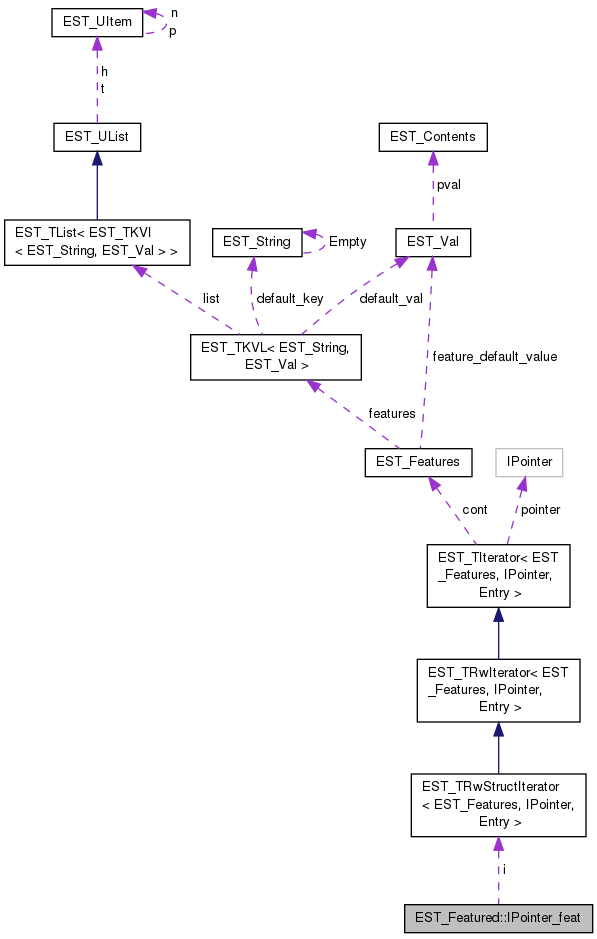 EST_UItem
n
p
h
t
EST_UList
EST_Contents
pval
EST_TList< EST_TKVI
< EST_String, EST_Val > >
EST_String
Empty
EST_Val
list
default_key
default_val
EST_TKVL< EST_String,
EST_Val >
feature_default_value
features
EST_Features
IPointer
cont
pointer
EST_TIterator< EST
_Features, IPointer,
Entry >
EST_TRwIterator< EST
_Features, IPointer,
Entry >
EST_TRwStructIterator
< EST_Features, IPointer,
Entry >
i
EST_Featured::IPointer_feat